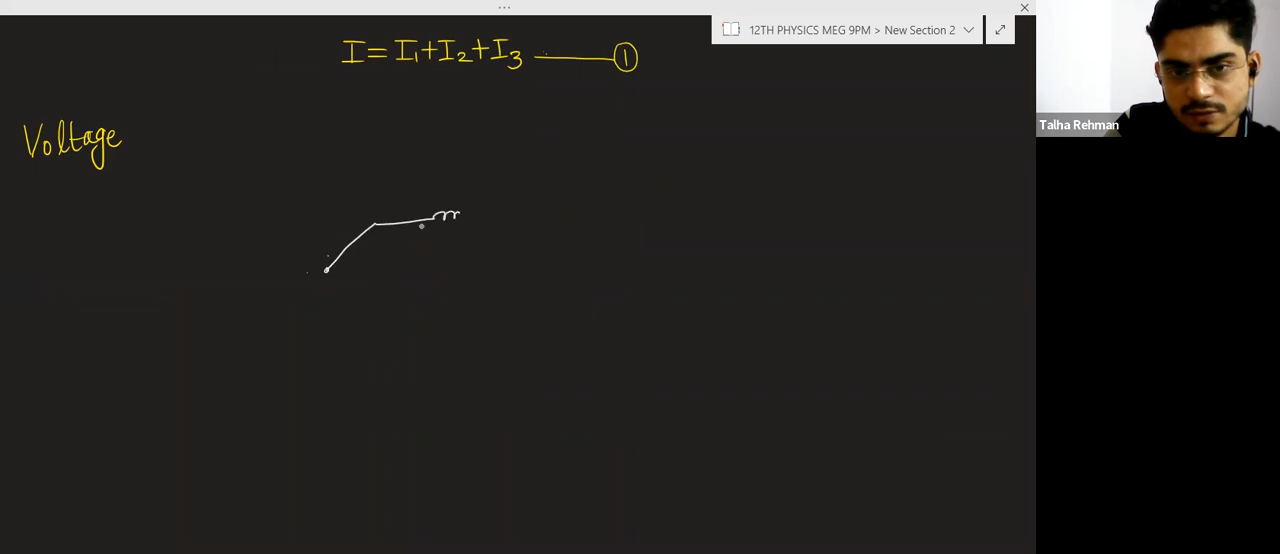 12TH PHYSICS MEG 9PM > New Section 2
I = I₁ + I₂ + I₃ ——— ①
Talha Rehman
Voltage